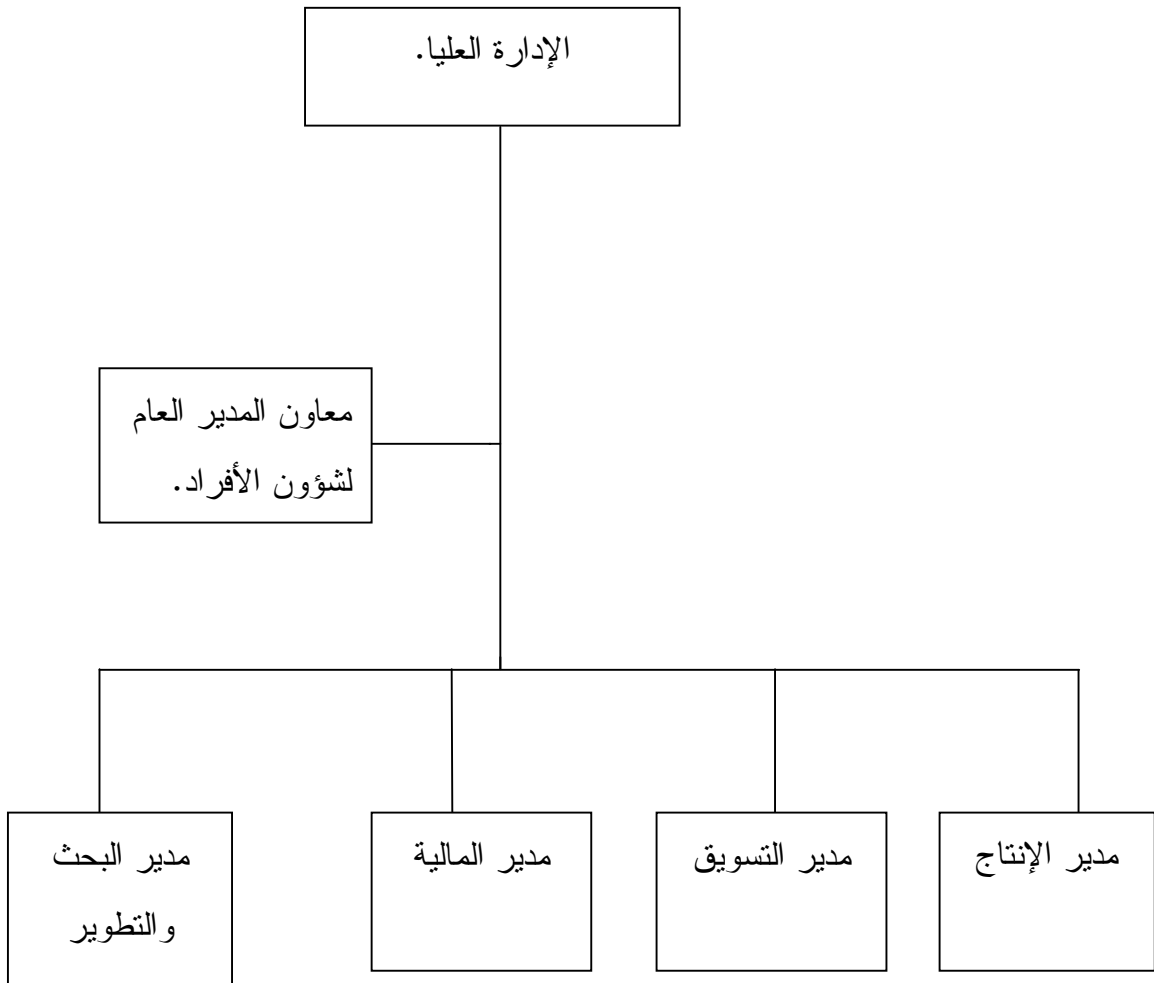 الإدارة العليا.
معاون المدير العام
لشؤون الأفراد.
مدير الإنتاج
مدير التسويق
مدير المالية
مدير البحث
والتطوير